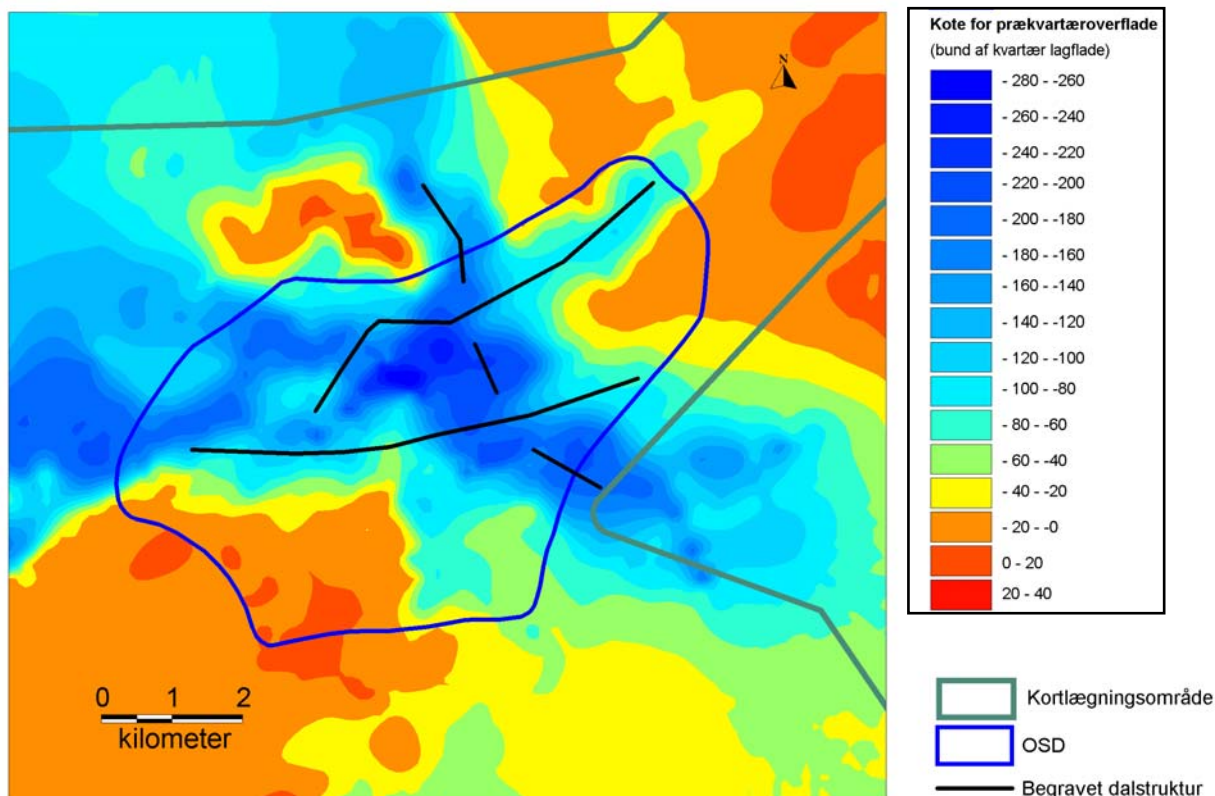 Kote for prækvartæroverflade
(bund af kvartær lagflade)
- 280 - -260
- 260 - -240
- 240 - -220
- 220 - -200
- 200 - -180
- 180 - -160
- 160 - -140
- 140 - -120
- 120 - -100
- 100 - -80
- 80 - -60
- 60 - -40
- 40 - -20
- 20 - -0
0 - 20
20 - 40
N
0 1 2
kilometer
Kortlægningsområde
OSD
Begravet dalstruktur